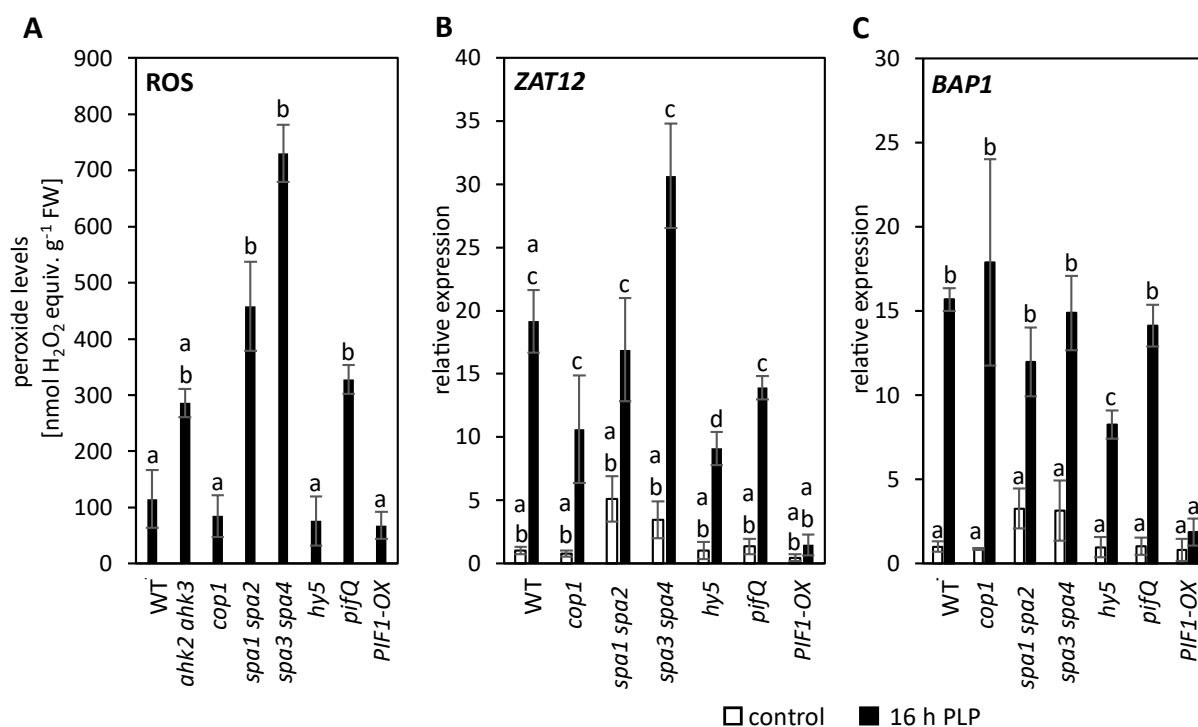 A
ROS
900
800
700
600
500
400
300
200
100
0
peroxide levels
[nmol H₂O₂ equiv. g⁻¹ FW]
a
a
b
a
b
b
a
b
a
WT
ahk2 ahk3
cop1
spa1 spa2
spa3 spa4
hy5
pifQ
PIF1-OX
B
ZAT12
40
35
30
25
20
15
10
5
0
relative expression
a
b
a
c
a
b
c
a
b
c
a
b
c
a
b
d
a
b
c
a
b
a
b
WT
cop1
spa1 spa2
spa3 spa4
hy5
pifQ
PIF1-OX
C
BAP1
30
25
20
15
10
5
0
relative expression
a
b
a
b
a
b
a
b
a
c
a
b
a
a
WT
cop1
spa1 spa2
spa3 spa4
hy5
pifQ
PIF1-OX
control 16 h PLP